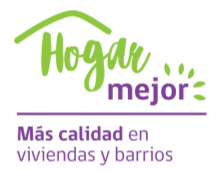 Hogar
mejor
Más calidad en
viviendas y barrios